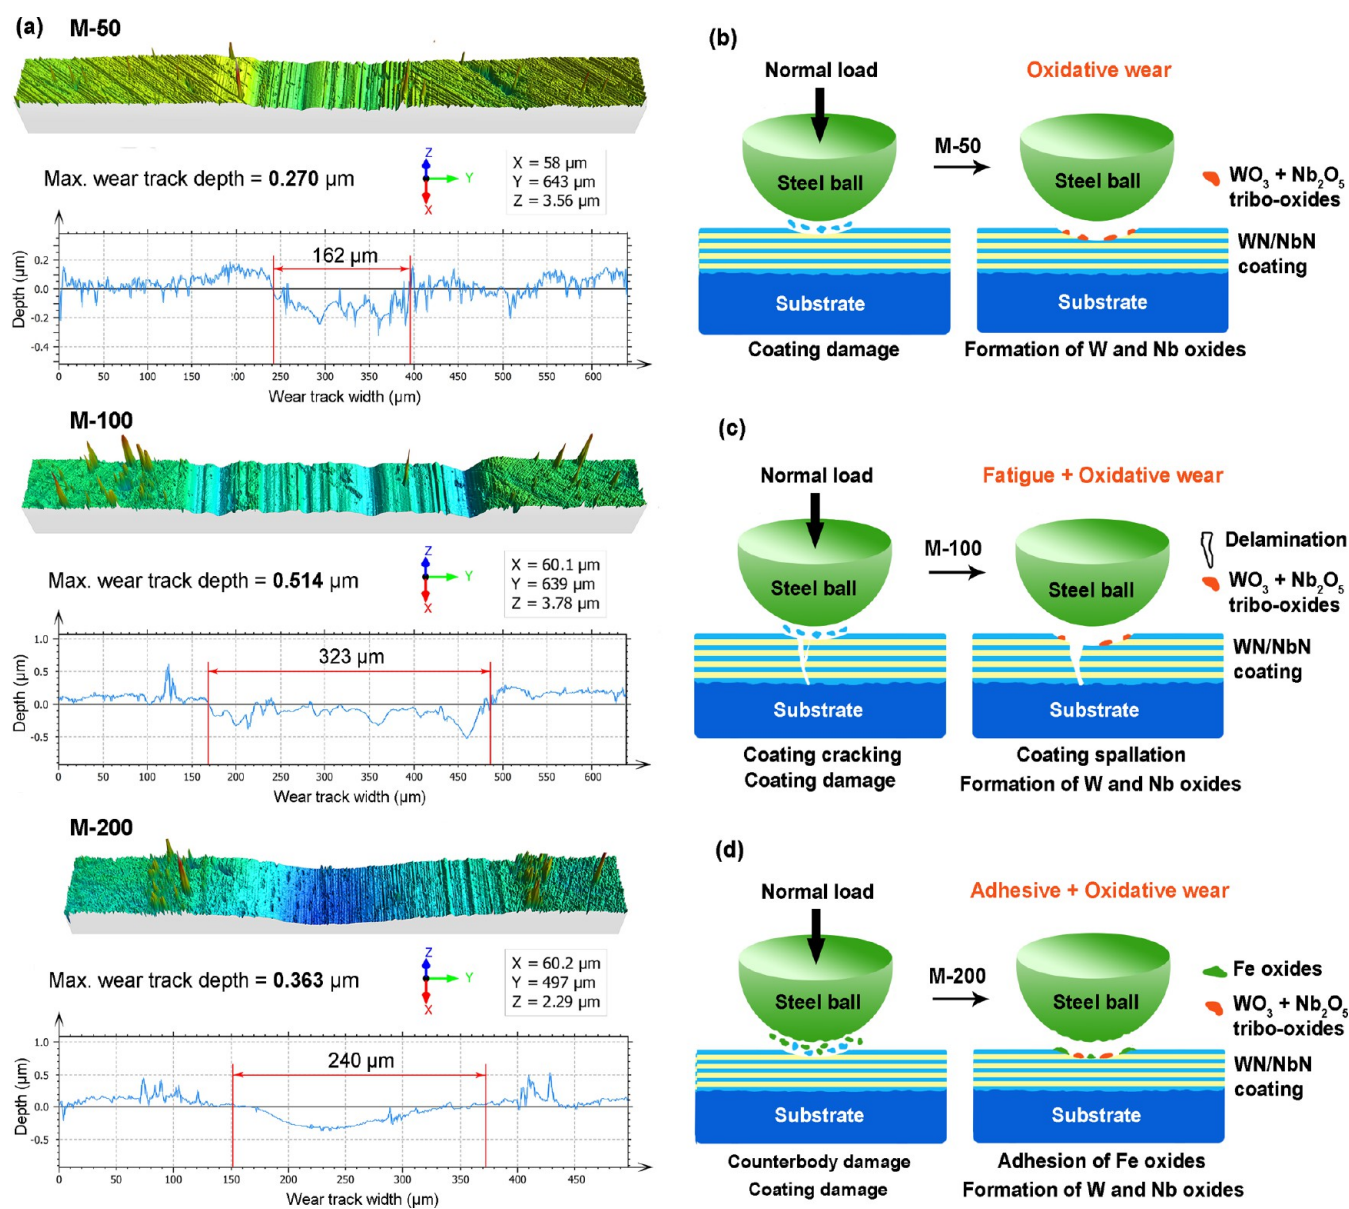 (a)
M-50
Max. wear track depth = 0.270 µm
Z
Y
X
X = 58 µm
Y = 643 µm
Z = 3.56 µm
162 µm
Depth (µm)
0.2
0.0
-0.2
-0.4
0 50 100 150 200 250 300 350 400 450 500 550 600
Wear track width (µm)
M-100
Max. wear track depth = 0.514 µm
Z
Y
X
X = 60.1 µm
Y = 639 µm
Z = 3.78 µm
323 µm
Depth (µm)
1.0
0.5
0.0
-0.5
0 50 100 150 200 250 300 350 400 450 500 550 600
Wear track width (µm)
M-200
Max. wear track depth = 0.363 µm
Z
Y
X
X = 60.2 µm
Y = 497 µm
Z = 2.29 µm
240 µm
Depth (µm)
1.0
0.5
0.0
-0.5
0 50 100 150 200 250 300 350 400 450
Wear track width (µm)
(b)
Normal load
Oxidative wear
M-50
Steel ball
Steel ball
WO₃ + Nb₂O₅
tribo-oxides
WN/NbN
coating
Substrate
Substrate
Coating damage
Formation of W and Nb oxides
(c)
Normal load
Fatigue + Oxidative wear
M-100
Steel ball
Steel ball
Delamination
WO₃ + Nb₂O₅
tribo-oxides
WN/NbN
coating
Substrate
Substrate
Coating cracking
Coating damage
Coating spallation
Formation of W and Nb oxides
(d)
Normal load
Adhesive + Oxidative wear
M-200
Steel ball
Steel ball
Fe oxides
WO₃ + Nb₂O₅
tribo-oxides
WN/NbN
coating
Substrate
Substrate
Counterbody damage
Coating damage
Adhesion of Fe oxides
Formation of W and Nb oxides